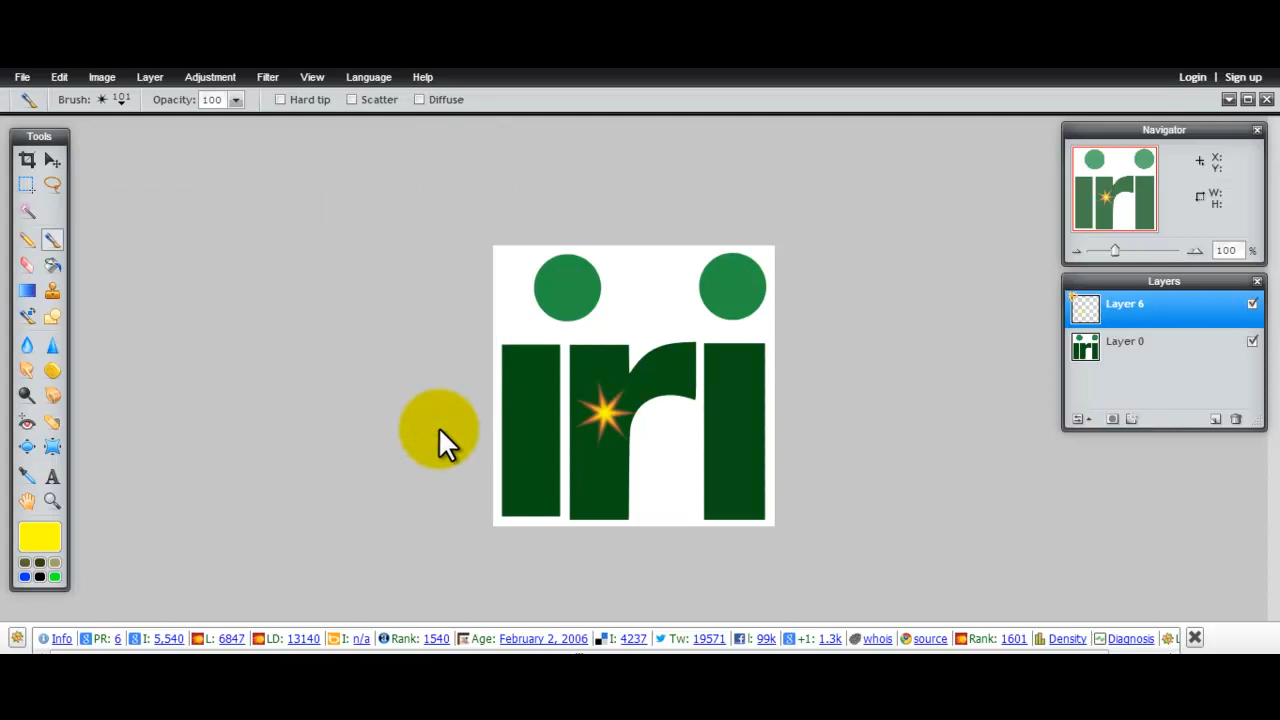 File Edit Image Layer Adjustment Filter View Language Help Login | Sign up
Brush: 101 Opacity: 100 Hard tip Scatter Diffuse
Tools
Navigator
X:
Y:
W:
H:
100 %
Layers
Layer 6
Layer 0
iri
Info PR: 6 I: 5,540 L: 6847 LD: 13140 I: n/a Rank: 1540 Age: February 2, 2006 I: 4237 Tw: 19571 l: 99k +1: 1.3k whois source Rank: 1601 Density Diagnosis L